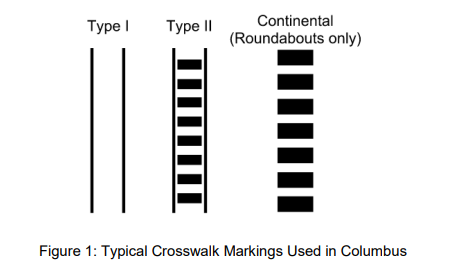 Type I
Type II
Continental
(Roundabouts only)
Figure 1: Typical Crosswalk Markings Used in Columbus